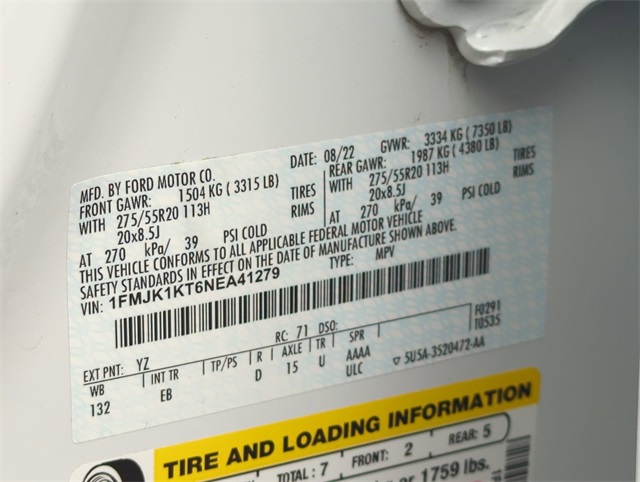 MFD. BY FORD MOTOR CO. DATE: 08/22 GVWR: 3334 KG (7350 LB)
FRONT GAWR: 1504 KG (3315 LB) REAR GAWR: 1987 KG (4380 LB)
WITH 275/55R20 113H TIRES WITH 275/55R20 113H TIRES
20x8.5J RIMS 20x8.5J RIMS
AT 270 kPa/ 39 PSI COLD AT 270 kPa/ 39 PSI COLD
THIS VEHICLE CONFORMS TO ALL APPLICABLE FEDERAL MOTOR VEHICLE
SAFETY STANDARDS IN EFFECT ON THE DATE OF MANUFACTURE SHOWN ABOVE.
VIN: 1FMJK1KT6NEA41279 TYPE: MPV
F0291
T0535
EXT PNT: YZ RC: 71 DSO:
WB INT TR TP/PS R AXLE TR SPR
132 EB D 15 U AAAA
ULC ▽ 5U5A-3520472-AA
TIRE AND LOADING INFORMATION
TOTAL: 7 FRONT: 2 REAR: 5
or 1759 lbs.